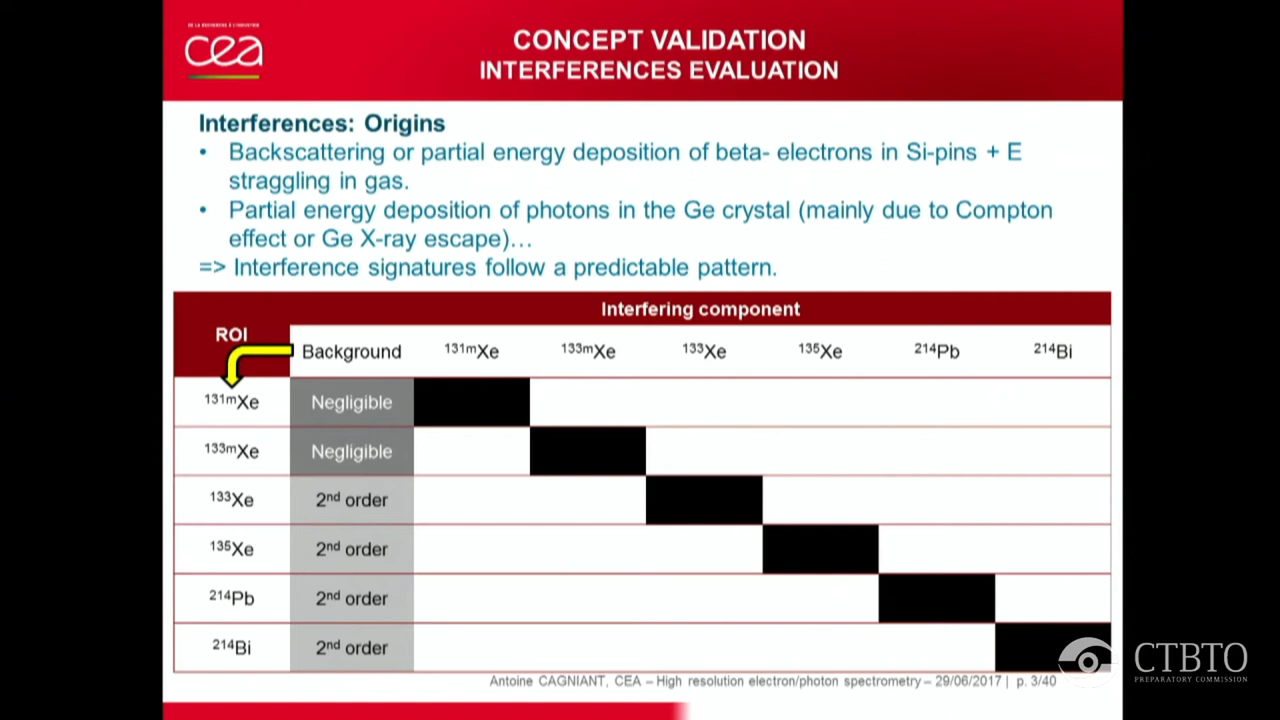 DE LA RECHERCHE À L'INDUSTRIE
cea
CONCEPT VALIDATION
INTERFERENCES EVALUATION
Interferences: Origins
• Backscattering or partial energy deposition of beta- electrons in Si-pins + E
straggling in gas.
• Partial energy deposition of photons in the Ge crystal (mainly due to Compton
effect or Ge X-ray escape)…
=> Interference signatures follow a predictable pattern.
Interfering component
ROI
Background ¹³¹ᵐXe ¹³³ᵐXe ¹³³Xe ¹³⁵Xe ²¹⁴Pb ²¹⁴Bi
¹³¹ᵐXe Negligible
¹³³ᵐXe Negligible
¹³³Xe 2ⁿᵈ order
¹³⁵Xe 2ⁿᵈ order
²¹⁴Pb 2ⁿᵈ order
²¹⁴Bi 2ⁿᵈ order
Antoine CAGNIANT, CEA – High resolution electron/photon spectrometry – 29/06/2017 | p. 3/40
CTBTO
PREPARATORY COMMISSION